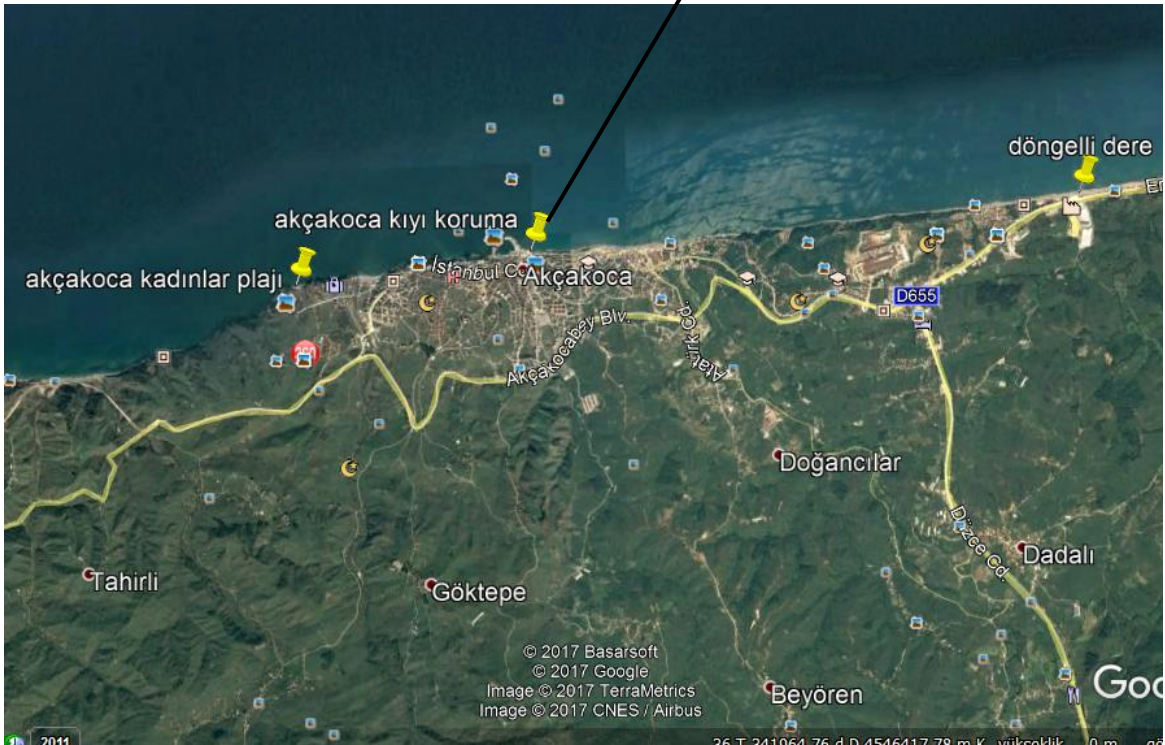 döngelli dere
akçakoca kıyı koruma
akçakoca kadınlar plajı
İstanbul
Akçakoca
D655
Akçakocabey Blv.
Atatürk Cd.
Doğancılar
Düzce Cd.
Dadalı
Tahirli
Göktepe
Beyören
© 2017 Basarsoft
© 2017 Google
Image © 2017 TerraMetrics
Image © 2017 CNES / Airbus
Goo
2011